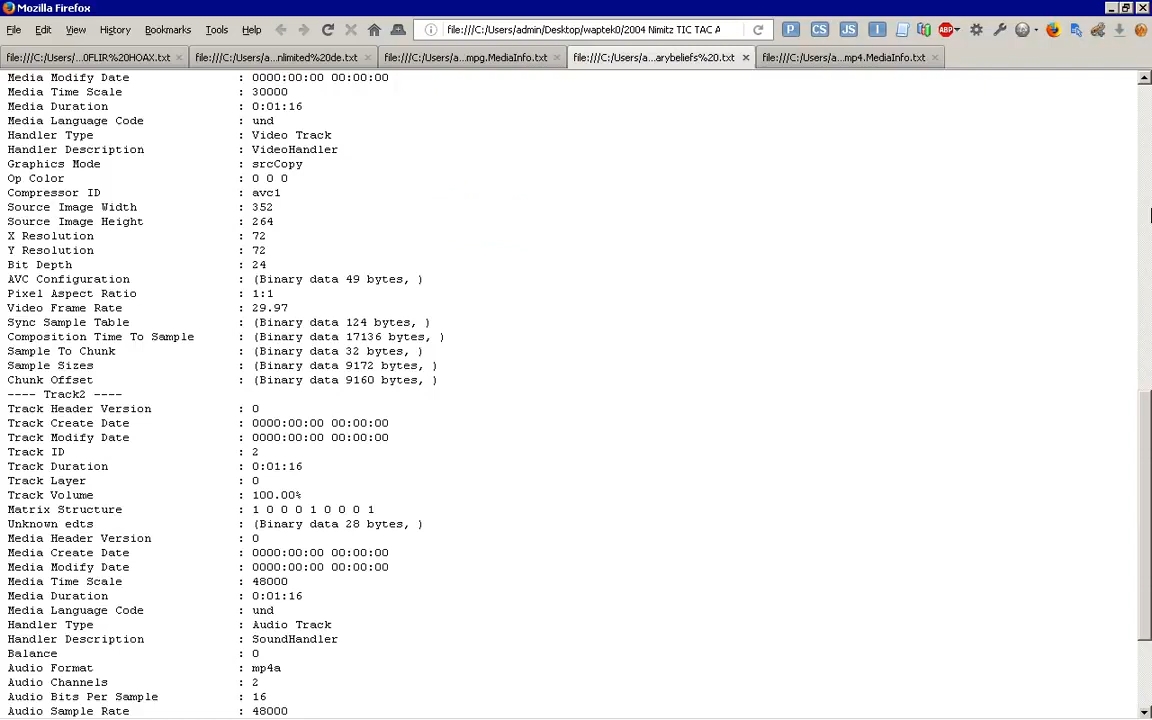 Mozilla Firefox
File Edit View History Bookmarks Tools Help
file:///C:/Users/admin/Desktop/waptek0/2004 Nimitz TIC TAC A
P CS JS I ABP
file:///C:/Users/a...0FLIR%20HOAX.txt
file:///C:/Users/a...nlimited%20de.txt
file:///C:/Users/a...mpg.MediaInfo.txt
file:///C:/Users/a...arybeliefs%20.txt
file:///C:/Users/a...mp4.MediaInfo.txt
Media Modify Date : 0000:00:00 00:00:00
Media Time Scale : 30000
Media Duration : 0:01:16
Media Language Code : und
Handler Type : Video Track
Handler Description : VideoHandler
Graphics Mode : srcCopy
Op Color : 0 0 0
Compressor ID : avc1
Source Image Width : 352
Source Image Height : 264
X Resolution : 72
Y Resolution : 72
Bit Depth : 24
AVC Configuration : (Binary data 49 bytes, )
Pixel Aspect Ratio : 1:1
Video Frame Rate : 29.97
Sync Sample Table : (Binary data 124 bytes, )
Composition Time To Sample : (Binary data 17136 bytes, )
Sample To Chunk : (Binary data 32 bytes, )
Sample Sizes : (Binary data 9172 bytes, )
Chunk Offset : (Binary data 9160 bytes, )
---- Track2 ----
Track Header Version : 0
Track Create Date : 0000:00:00 00:00:00
Track Modify Date : 0000:00:00 00:00:00
Track ID : 2
Track Duration : 0:01:16
Track Layer : 0
Track Volume : 100.00%
Matrix Structure : 1 0 0 0 1 0 0 0 1
Unknown edts : (Binary data 28 bytes, )
Media Header Version : 0
Media Create Date : 0000:00:00 00:00:00
Media Modify Date : 0000:00:00 00:00:00
Media Time Scale : 48000
Media Duration : 0:01:16
Media Language Code : und
Handler Type : Audio Track
Handler Description : SoundHandler
Balance : 0
Audio Format : mp4a
Audio Channels : 2
Audio Bits Per Sample : 16
Audio Sample Rate : 48000